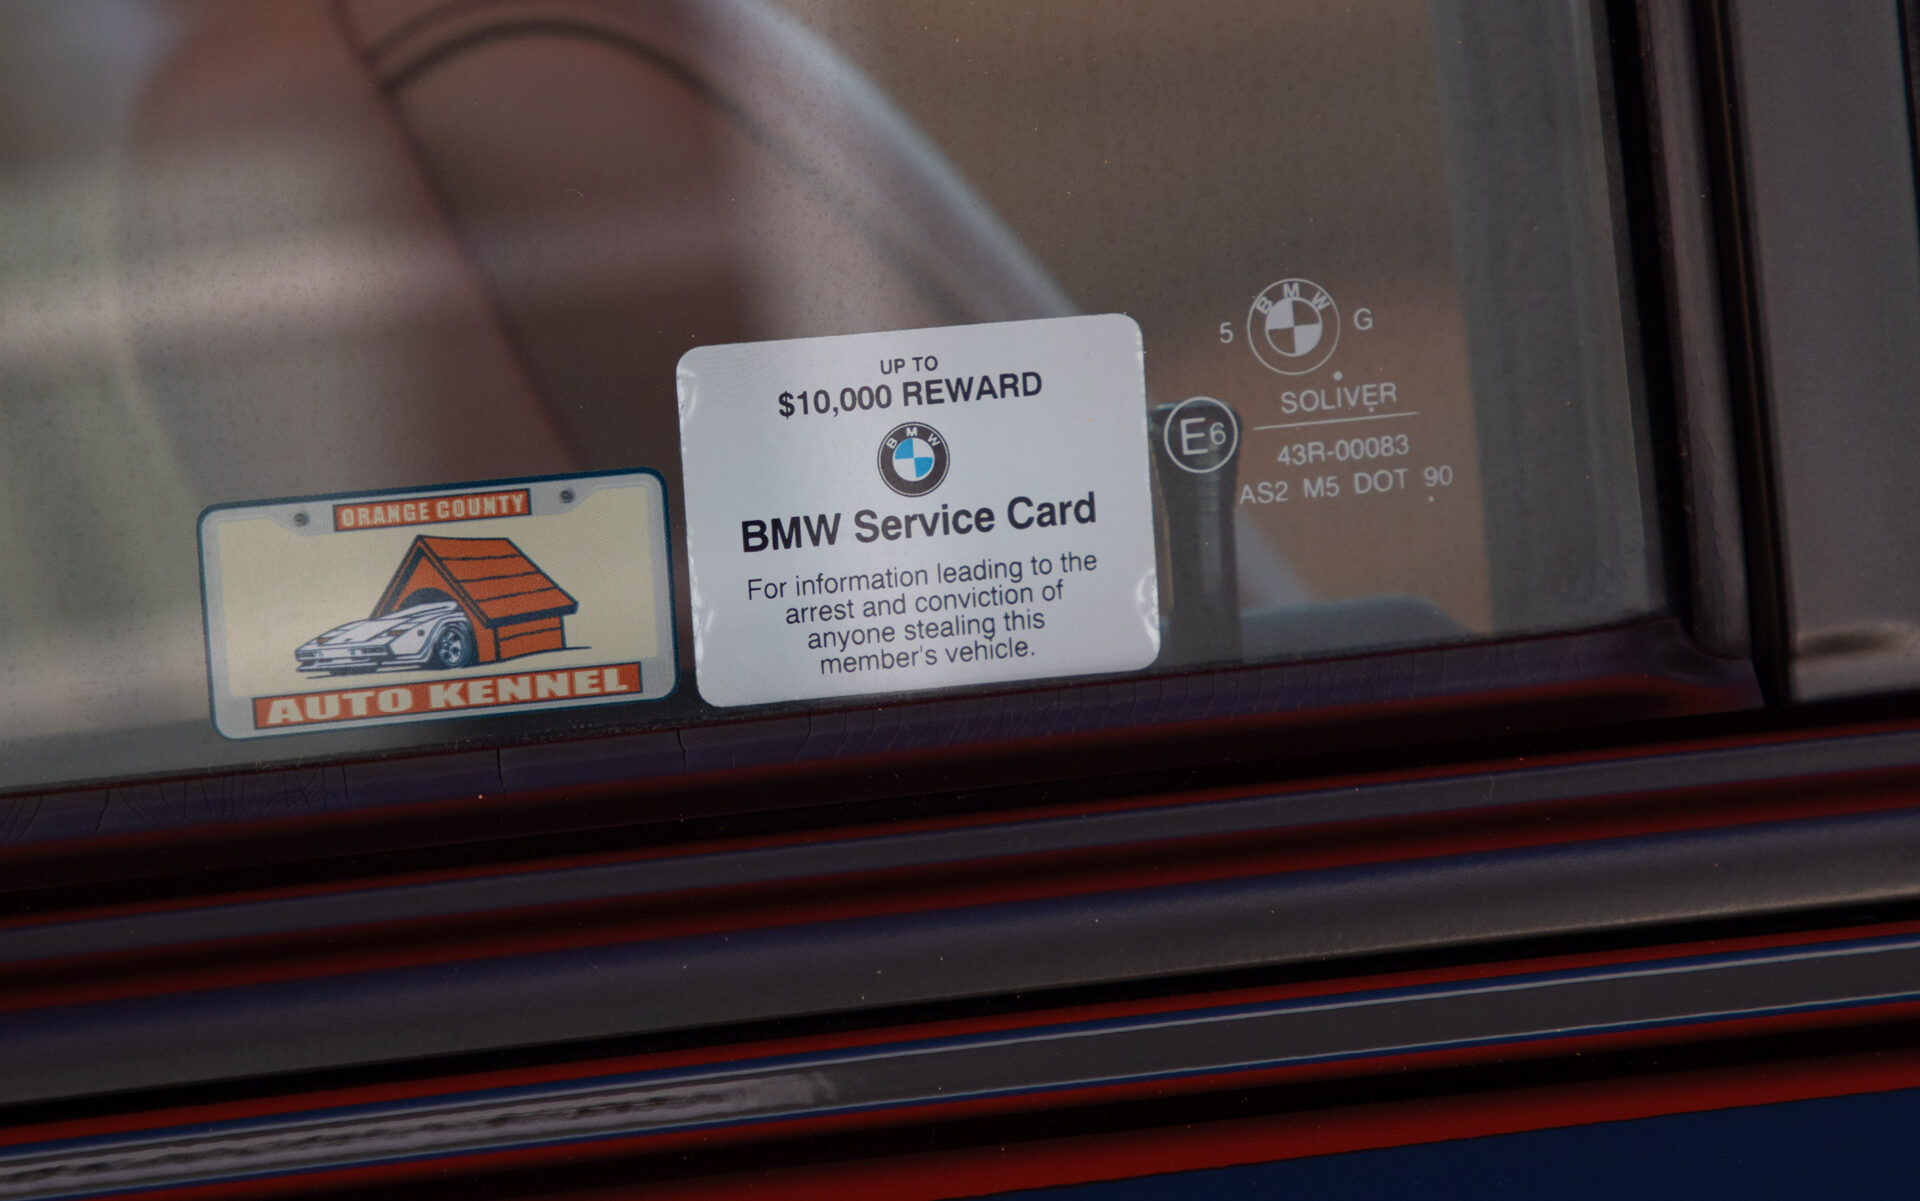 ORANGE COUNTY
AUTO KENNEL
UP TO
$10,000 REWARD
BMW
BMW Service Card
For information leading to the
arrest and conviction of
anyone stealing this
member's vehicle.
5 BMW G
SOLIVER
E6
43R-00083
AS2 M5 DOT 90